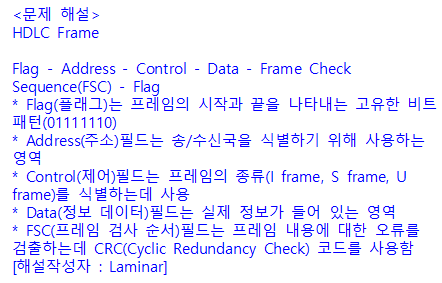 <문제 해설>
HDLC Frame

Flag - Address - Control - Data - Frame Check
Sequence(FSC) - Flag
* Flag(플래그)는 프레임의 시작과 끝을 나타내는 고유한 비트
패턴(01111110)
* Address(주소)필드는 송/수신국을 식별하기 위해 사용하는
영역
* Control(제어)필드는 프레임의 종류(I frame, S frame, U
frame)를 식별하는데 사용
* Data(정보 데이터)필드는 실제 정보가 들어 있는 영역
* FSC(프레임 검사 순서)필드는 프레임 내용에 대한 오류를
검출하는데 CRC(Cyclic Redundancy Check) 코드를 사용함
[해설작성자 : Laminar]